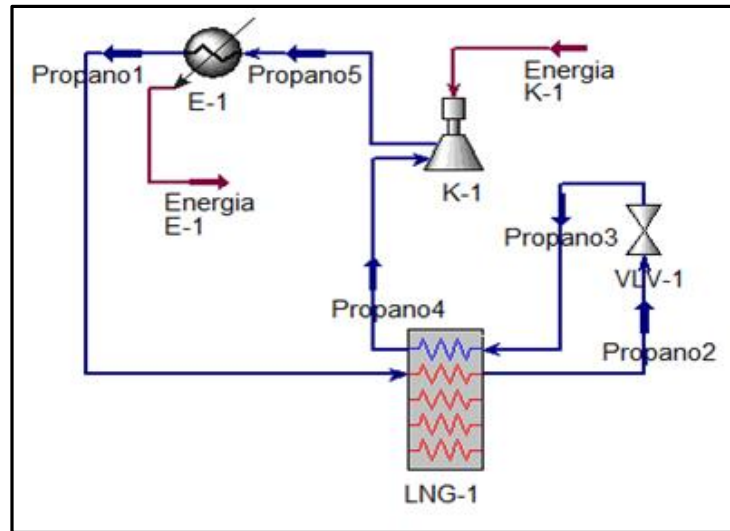 Propano1
E-1
Propano5
Energia
K-1
Energia
E-1
K-1
Propano3
VLV-1
Propano4
Propano2
LNG-1